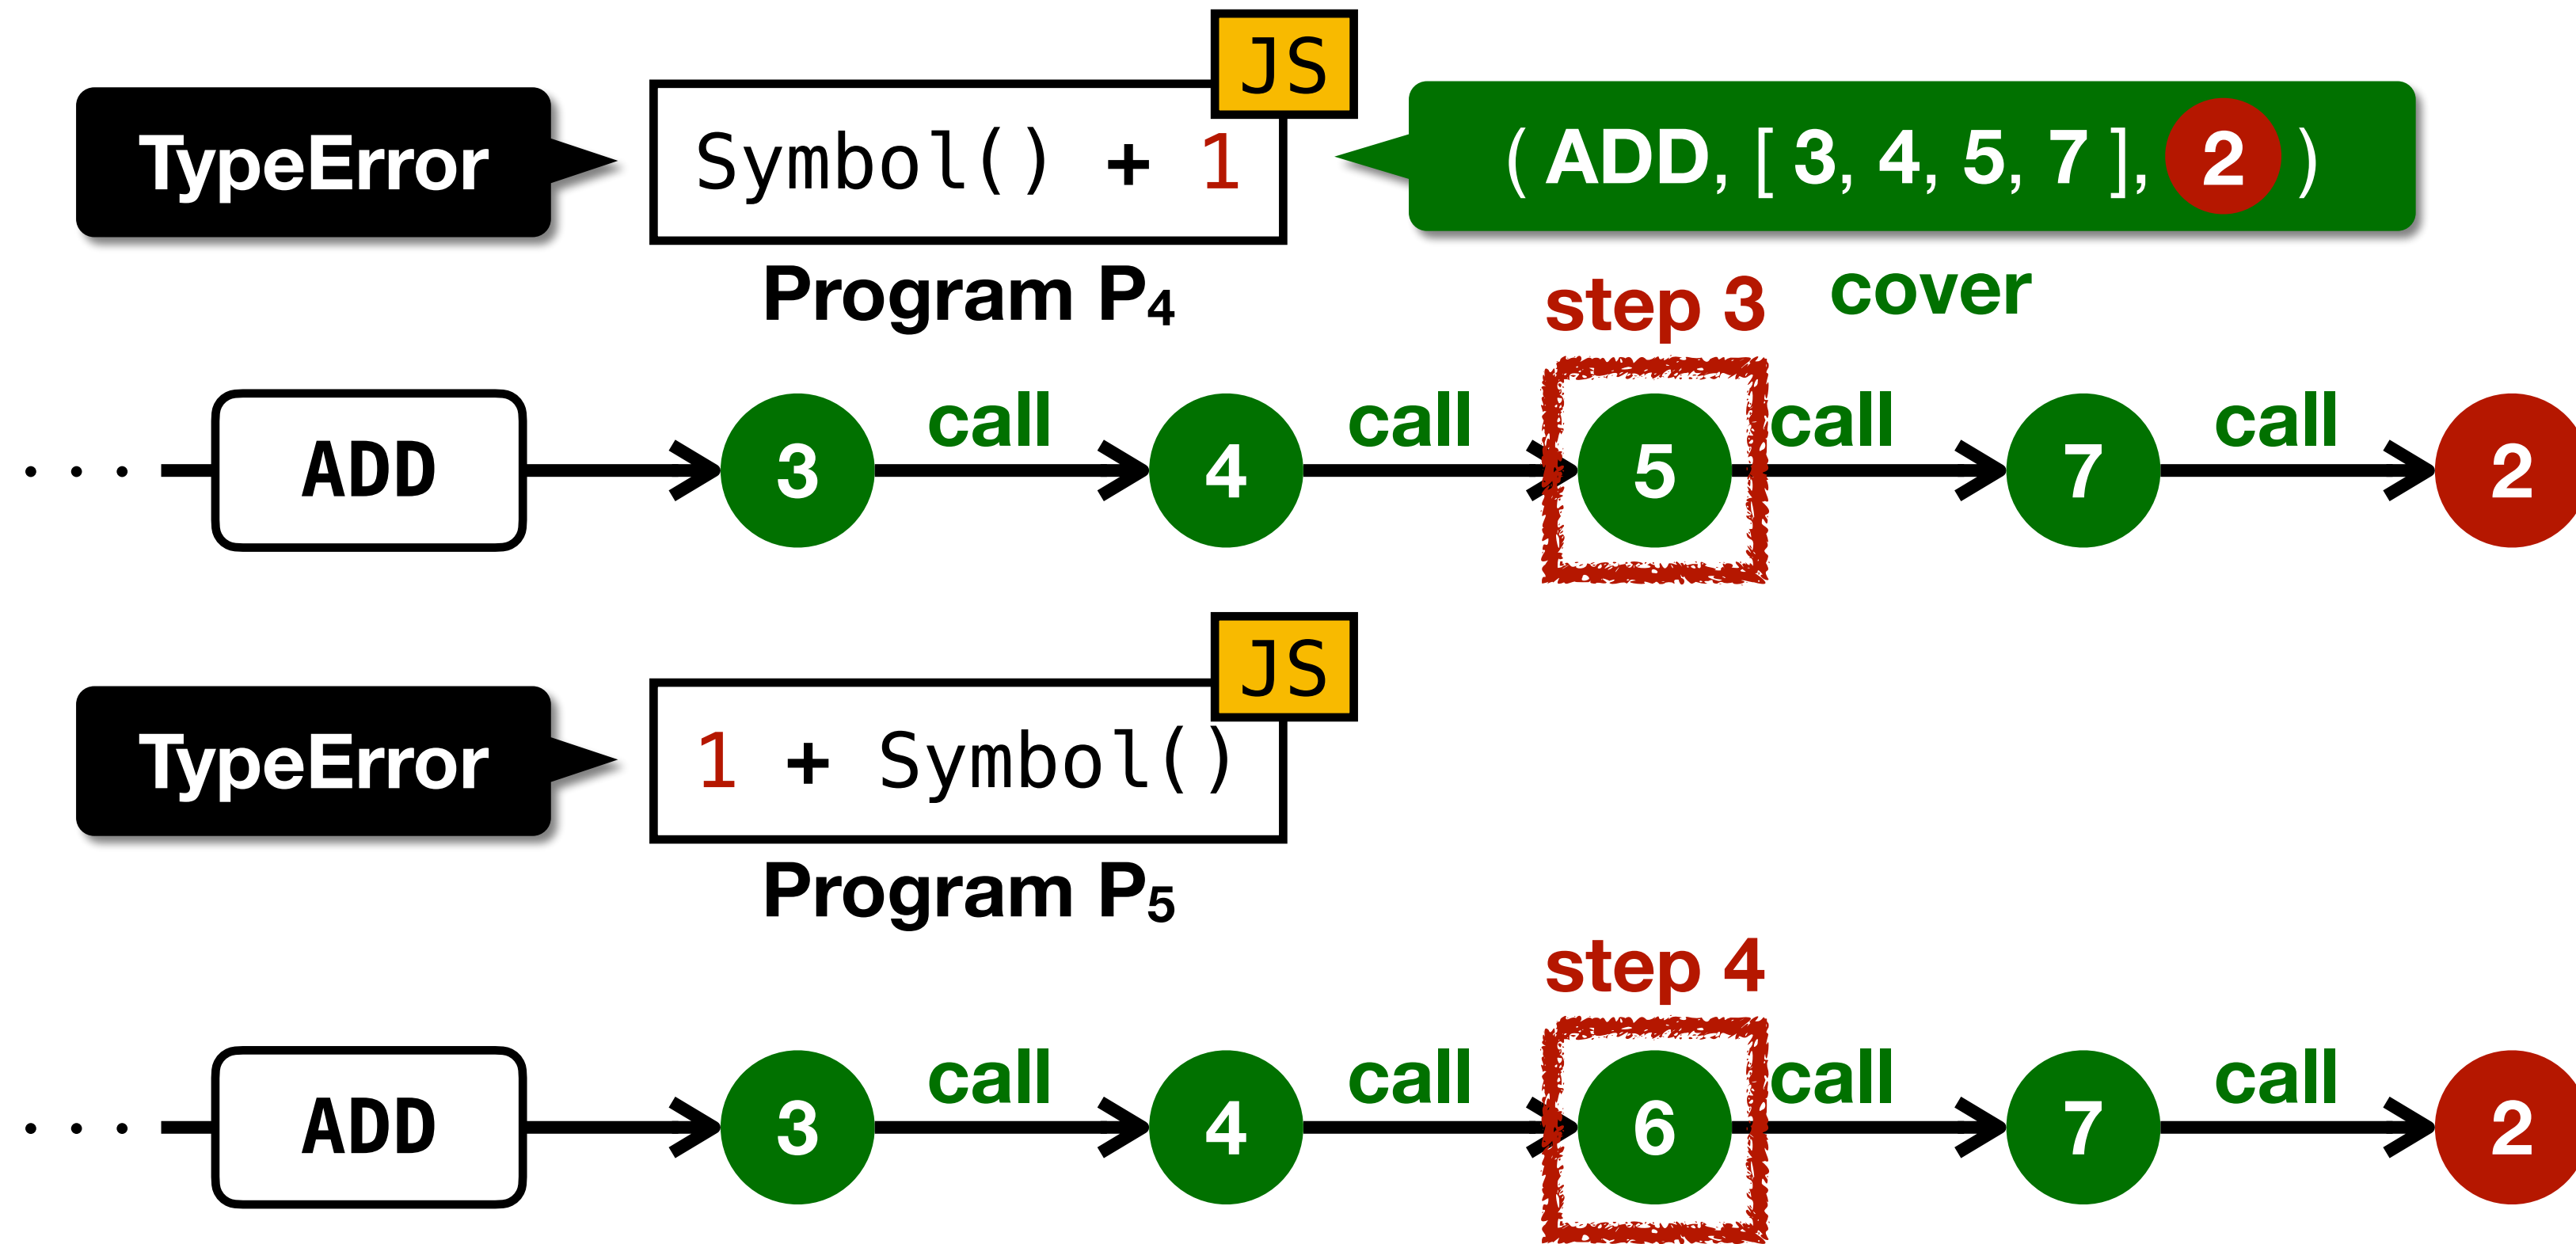 JS
TypeError
Symbol() + 1
( ADD, [ 3, 4, 5, 7 ], 2 )
Program P₄
step 3
cover
· · ·
ADD
3
call
4
call
5
call
7
call
2
JS
TypeError
1 + Symbol()
Program P₅
step 4
· · ·
ADD
3
call
4
call
6
call
7
call
2